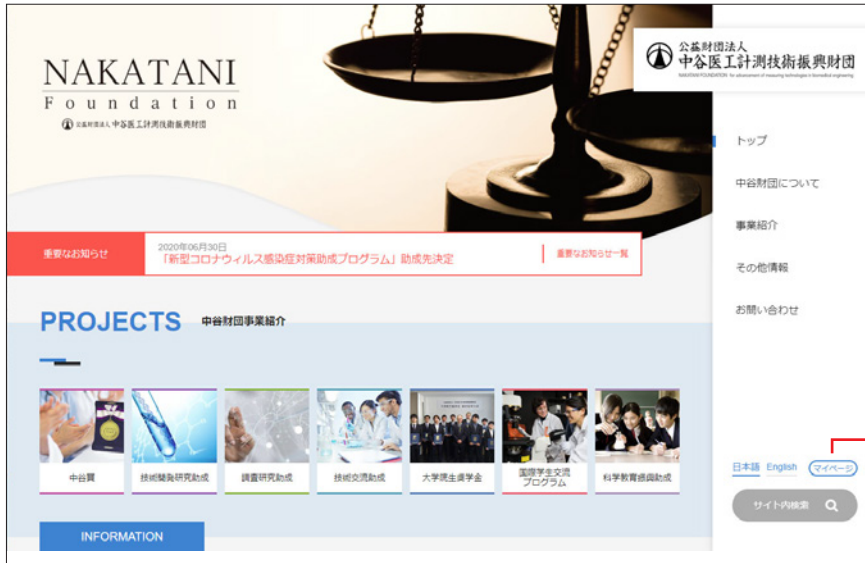 NAKATANI
Foundation
公益財団法人 中谷医工計測技術振興財団
公益財団法人
中谷医工計測技術振興財団
NAKATANI FOUNDATION for advancement of measuring technologies in biomedical engineering
トップ
中谷財団について
事業紹介
その他情報
お問い合わせ
重要なお知らせ
2020年06月30日
「新型コロナウィルス感染症対策助成プログラム」助成先決定
重要なお知らせ一覧
PROJECTS 中谷財団事業紹介
中谷賞
技術開発研究助成
調査研究助成
技術交流助成
大学院生奨学金
国際学生交流
プログラム
科学教育振興助成
日本語 English マイページ
サイト内検索
INFORMATION